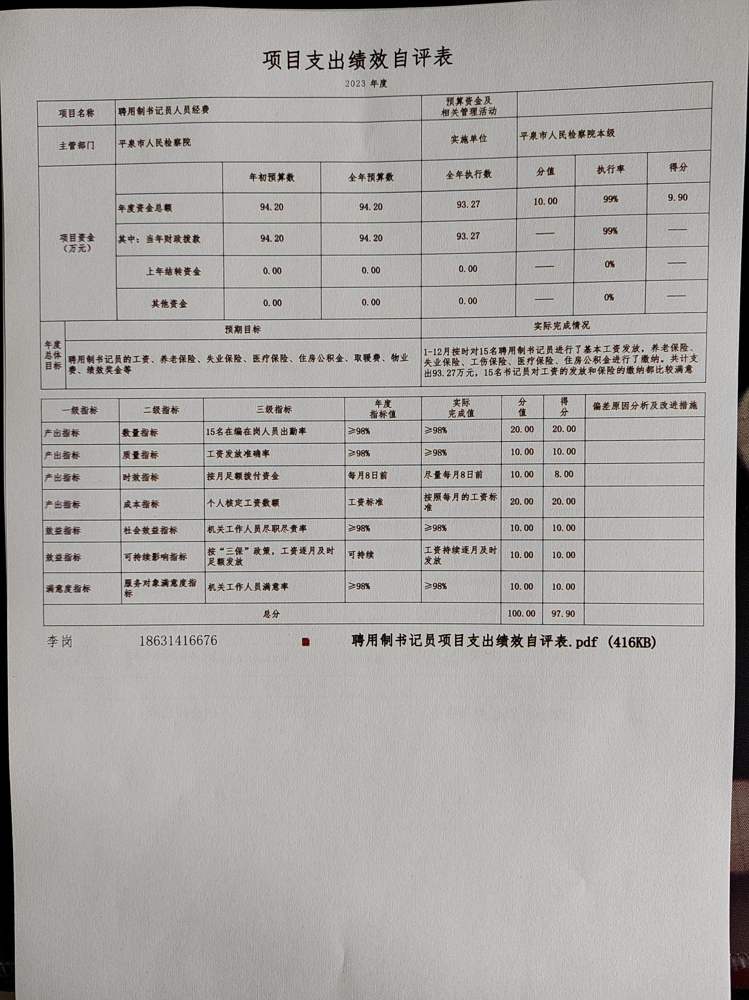 项目支出绩效自评表
2023 年度
项目名称 聘用制书记员人员经费 预算资金及相关管理活动
主管部门 平泉市人民检察院 实施单位 平泉市人民检察院本级
项目资金（万元） 年初预算数 全年预算数 全年执行数 分值 执行率 得分
年度资金总额 94.20 94.20 93.27 10.00 99% 9.90
其中：当年财政拨款 94.20 94.20 93.27 —— 99% ——
上年结转资金 0.00 0.00 0.00 —— 0% ——
其他资金 0.00 0.00 0.00 —— 0% ——
年度总体目标 预期目标 实际完成情况
聘用制书记员的工资、养老保险、失业保险、医疗保险、住房公积金、取暖费、物业
费、绩效奖金等
1-12月按时对15名聘用制书记员进行了基本工资发放，养老保险、
失业保险、工伤保险、医疗保险、住房公积金进行了缴纳。共计支
出93.27万元，15名书记员对工资的发放和保险的缴纳都比较满意
一级指标 二级指标 三级指标 年度指标值 实际完成值 分值 得分 偏差原因分析及改进措施
产出指标 数量指标 15名在编在岗人员出勤率 ≥98% ≥98% 20.00 20.00
产出指标 质量指标 工资发放准确率 ≥98% ≥98% 10.00 10.00
产出指标 时效指标 按月足额拨付资金 每月8日前 尽量每月8日前 10.00 8.00
产出指标 成本指标 个人核定工资数额 工资标准 按照每月的工资标准 20.00 20.00
效益指标 社会效益指标 机关工作人员尽职尽责率 ≥98% ≥98% 10.00 10.00
效益指标 可持续影响指标 按“三保”政策，工资逐月及时足额发放 可持续 工资持续逐月及时发放 10.00 10.00
满意度指标 服务对象满意度指标 机关工作人员满意率 ≥98% ≥98% 10.00 10.00
总分 100.00 97.90
李岗 18631416676 聘用制书记员项目支出绩效自评表.pdf (416KB)